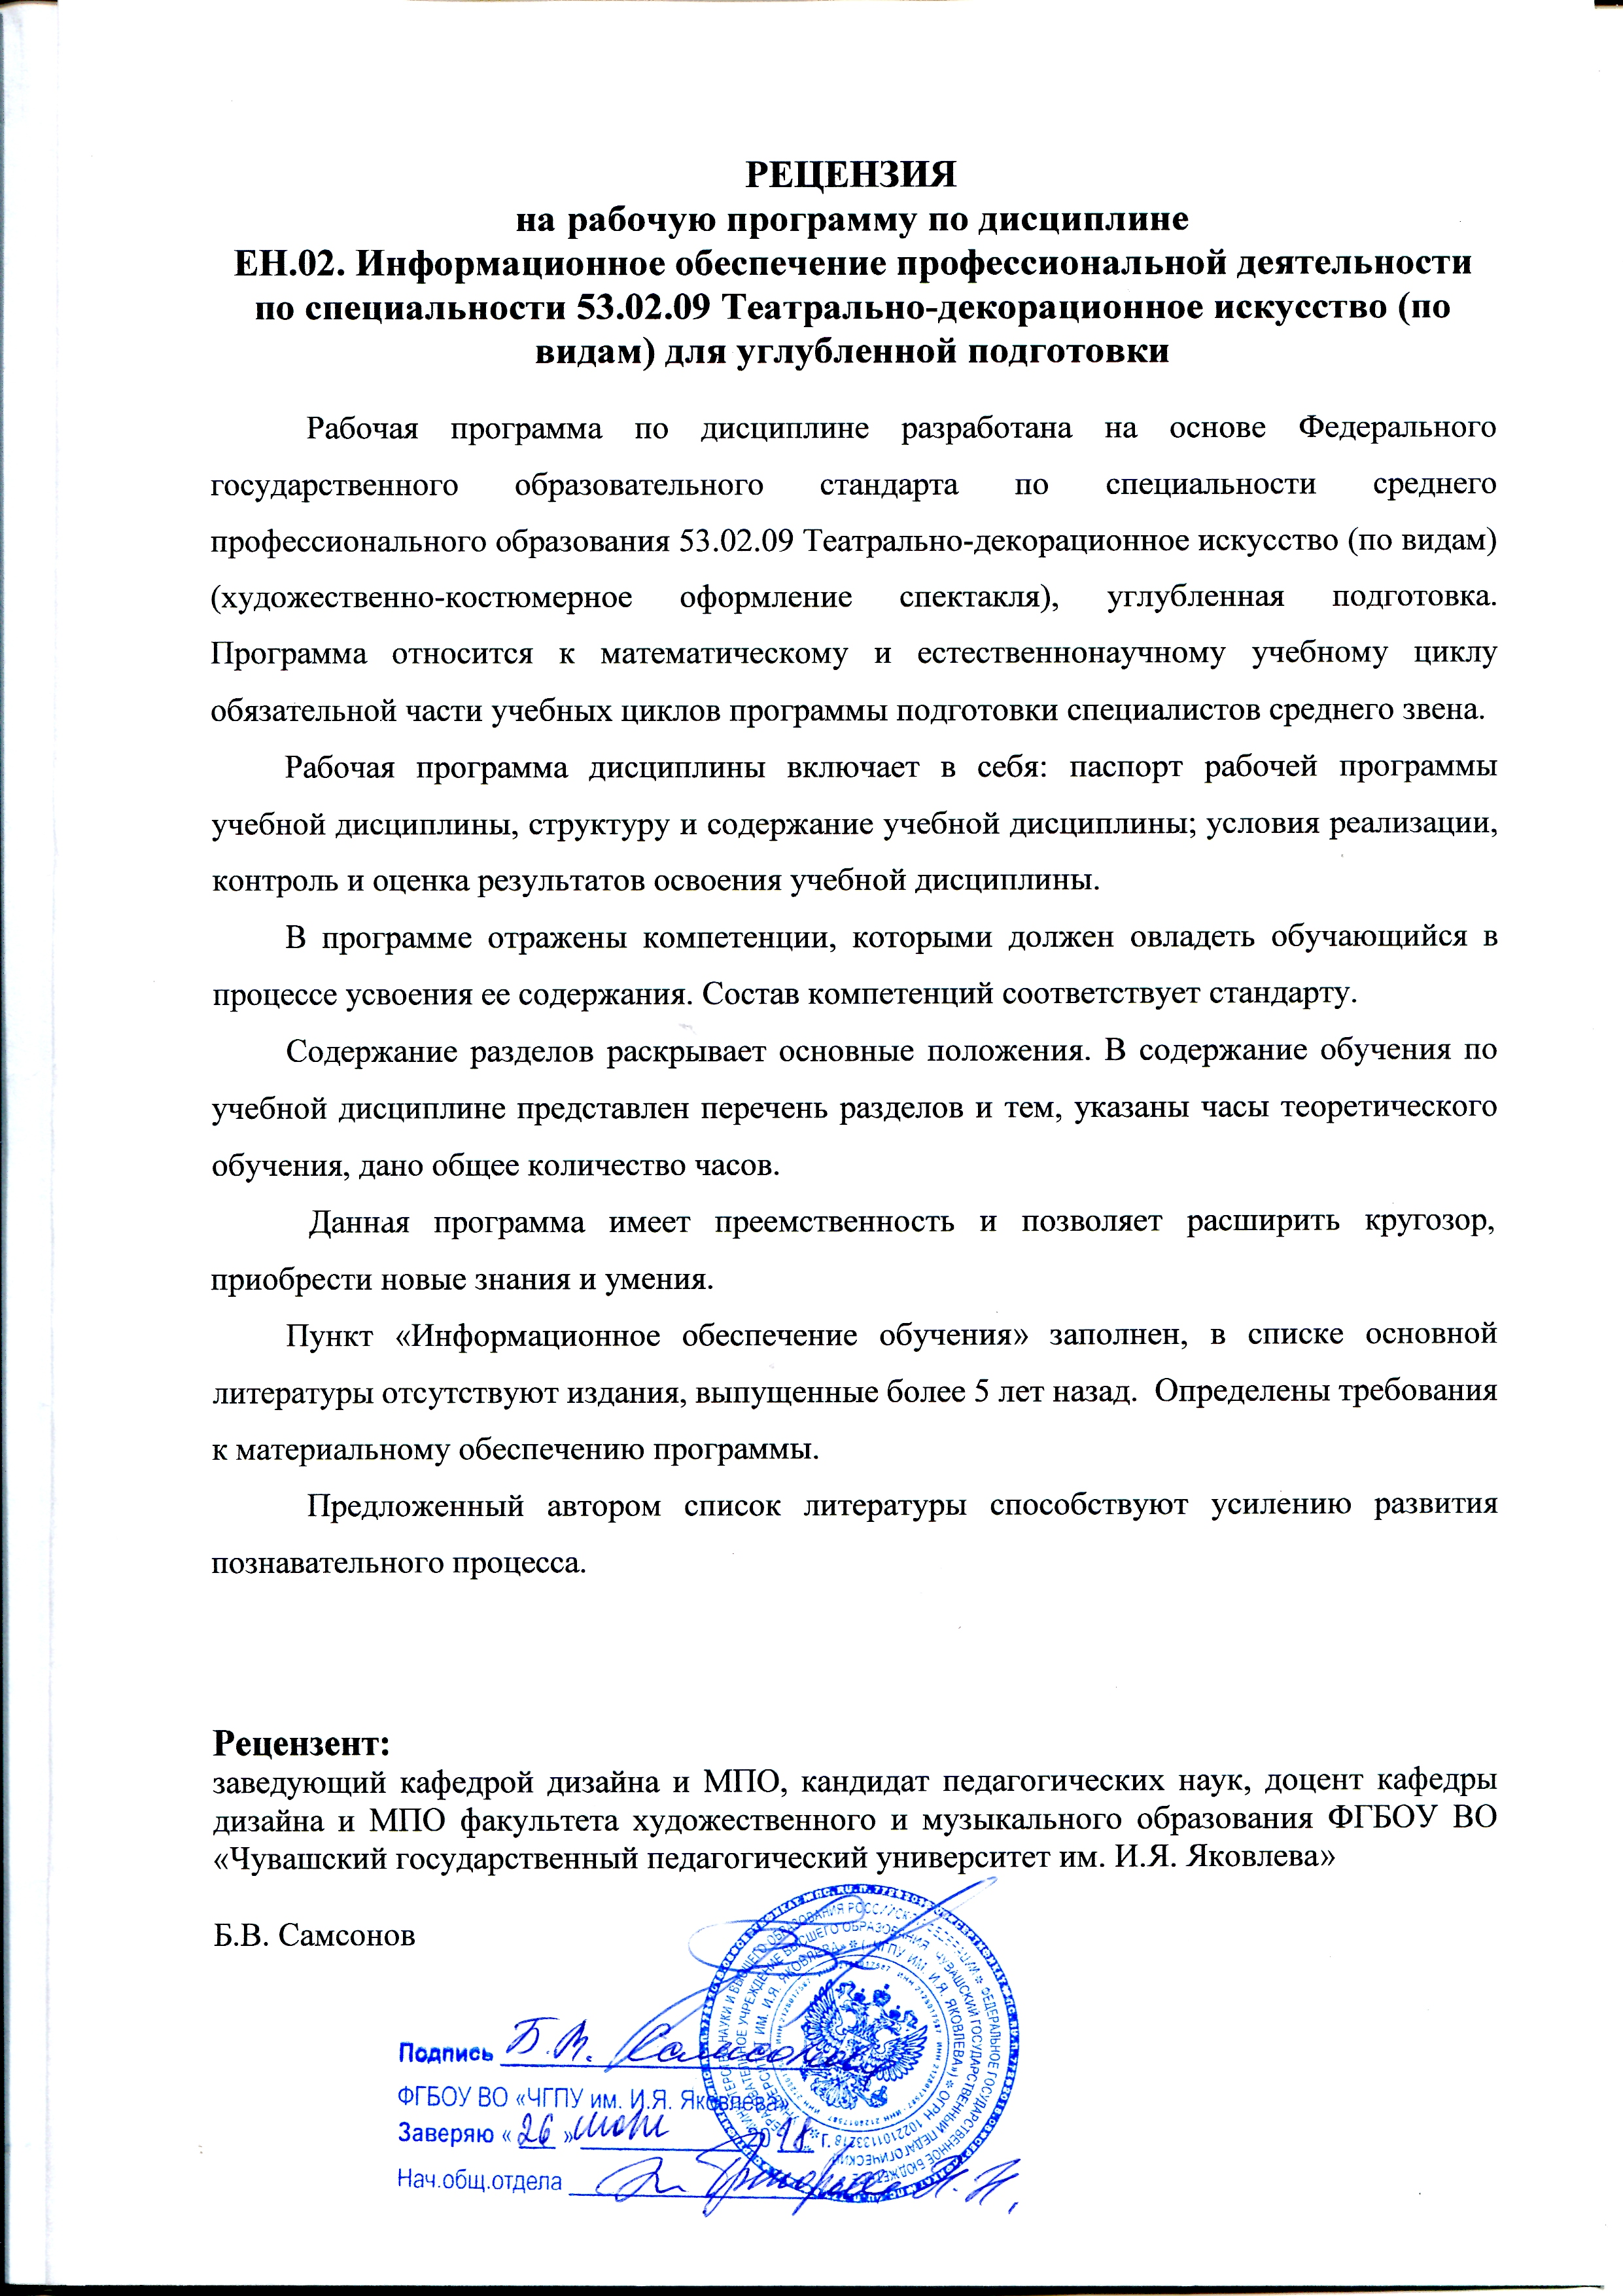 РЕЦЕНЗИЯ
на рабочую программу по дисциплине
ЕН.02. Информационное обеспечение профессиональной деятельности
по специальности 53.02.09 Театрально-декорационное искусство (по
видам) для углубленной подготовки
Рабочая программа по дисциплине разработана на основе Федерального
государственного образовательного стандарта по специальности среднего
профессионального образования 53.02.09 Театрально-декорационное искусство (по видам)
(художественно-костюмерное оформление спектакля), углубленная подготовка.
Программа относится к математическому и естественнонаучному учебному циклу
обязательной части учебных циклов программы подготовки специалистов среднего звена.
Рабочая программа дисциплины включает в себя: паспорт рабочей программы
учебной дисциплины, структуру и содержание учебной дисциплины; условия реализации,
контроль и оценка результатов освоения учебной дисциплины.
В программе отражены компетенции, которыми должен овладеть обучающийся в
процессе усвоения ее содержания. Состав компетенций соответствует стандарту.
Содержание разделов раскрывает основные положения. В содержание обучения по
учебной дисциплине представлен перечень разделов и тем, указаны часы теоретического
обучения, дано общее количество часов.
Данная программа имеет преемственность и позволяет расширить кругозор,
приобрести новые знания и умения.
Пункт «Информационное обеспечение обучения» заполнен, в списке основной
литературы отсутствуют издания, выпущенные более 5 лет назад. Определены требования
к материальному обеспечению программы.
Предложенный автором список литературы способствуют усилению развития
познавательного процесса.
Рецензент:
заведующий кафедрой дизайна и МПО, кандидат педагогических наук, доцент кафедры
дизайна и МПО факультета художественного и музыкального образования ФГБОУ ВО
«Чувашский государственный педагогический университет им. И.Я. Яковлева»
Б.В. Самсонов
Подпись Б.В. Самсонова
ФГБОУ ВО «ЧГПУ им. И.Я. Яковлева»
Заверяю « 26 » 2018 г.
Нач.общ.отдела